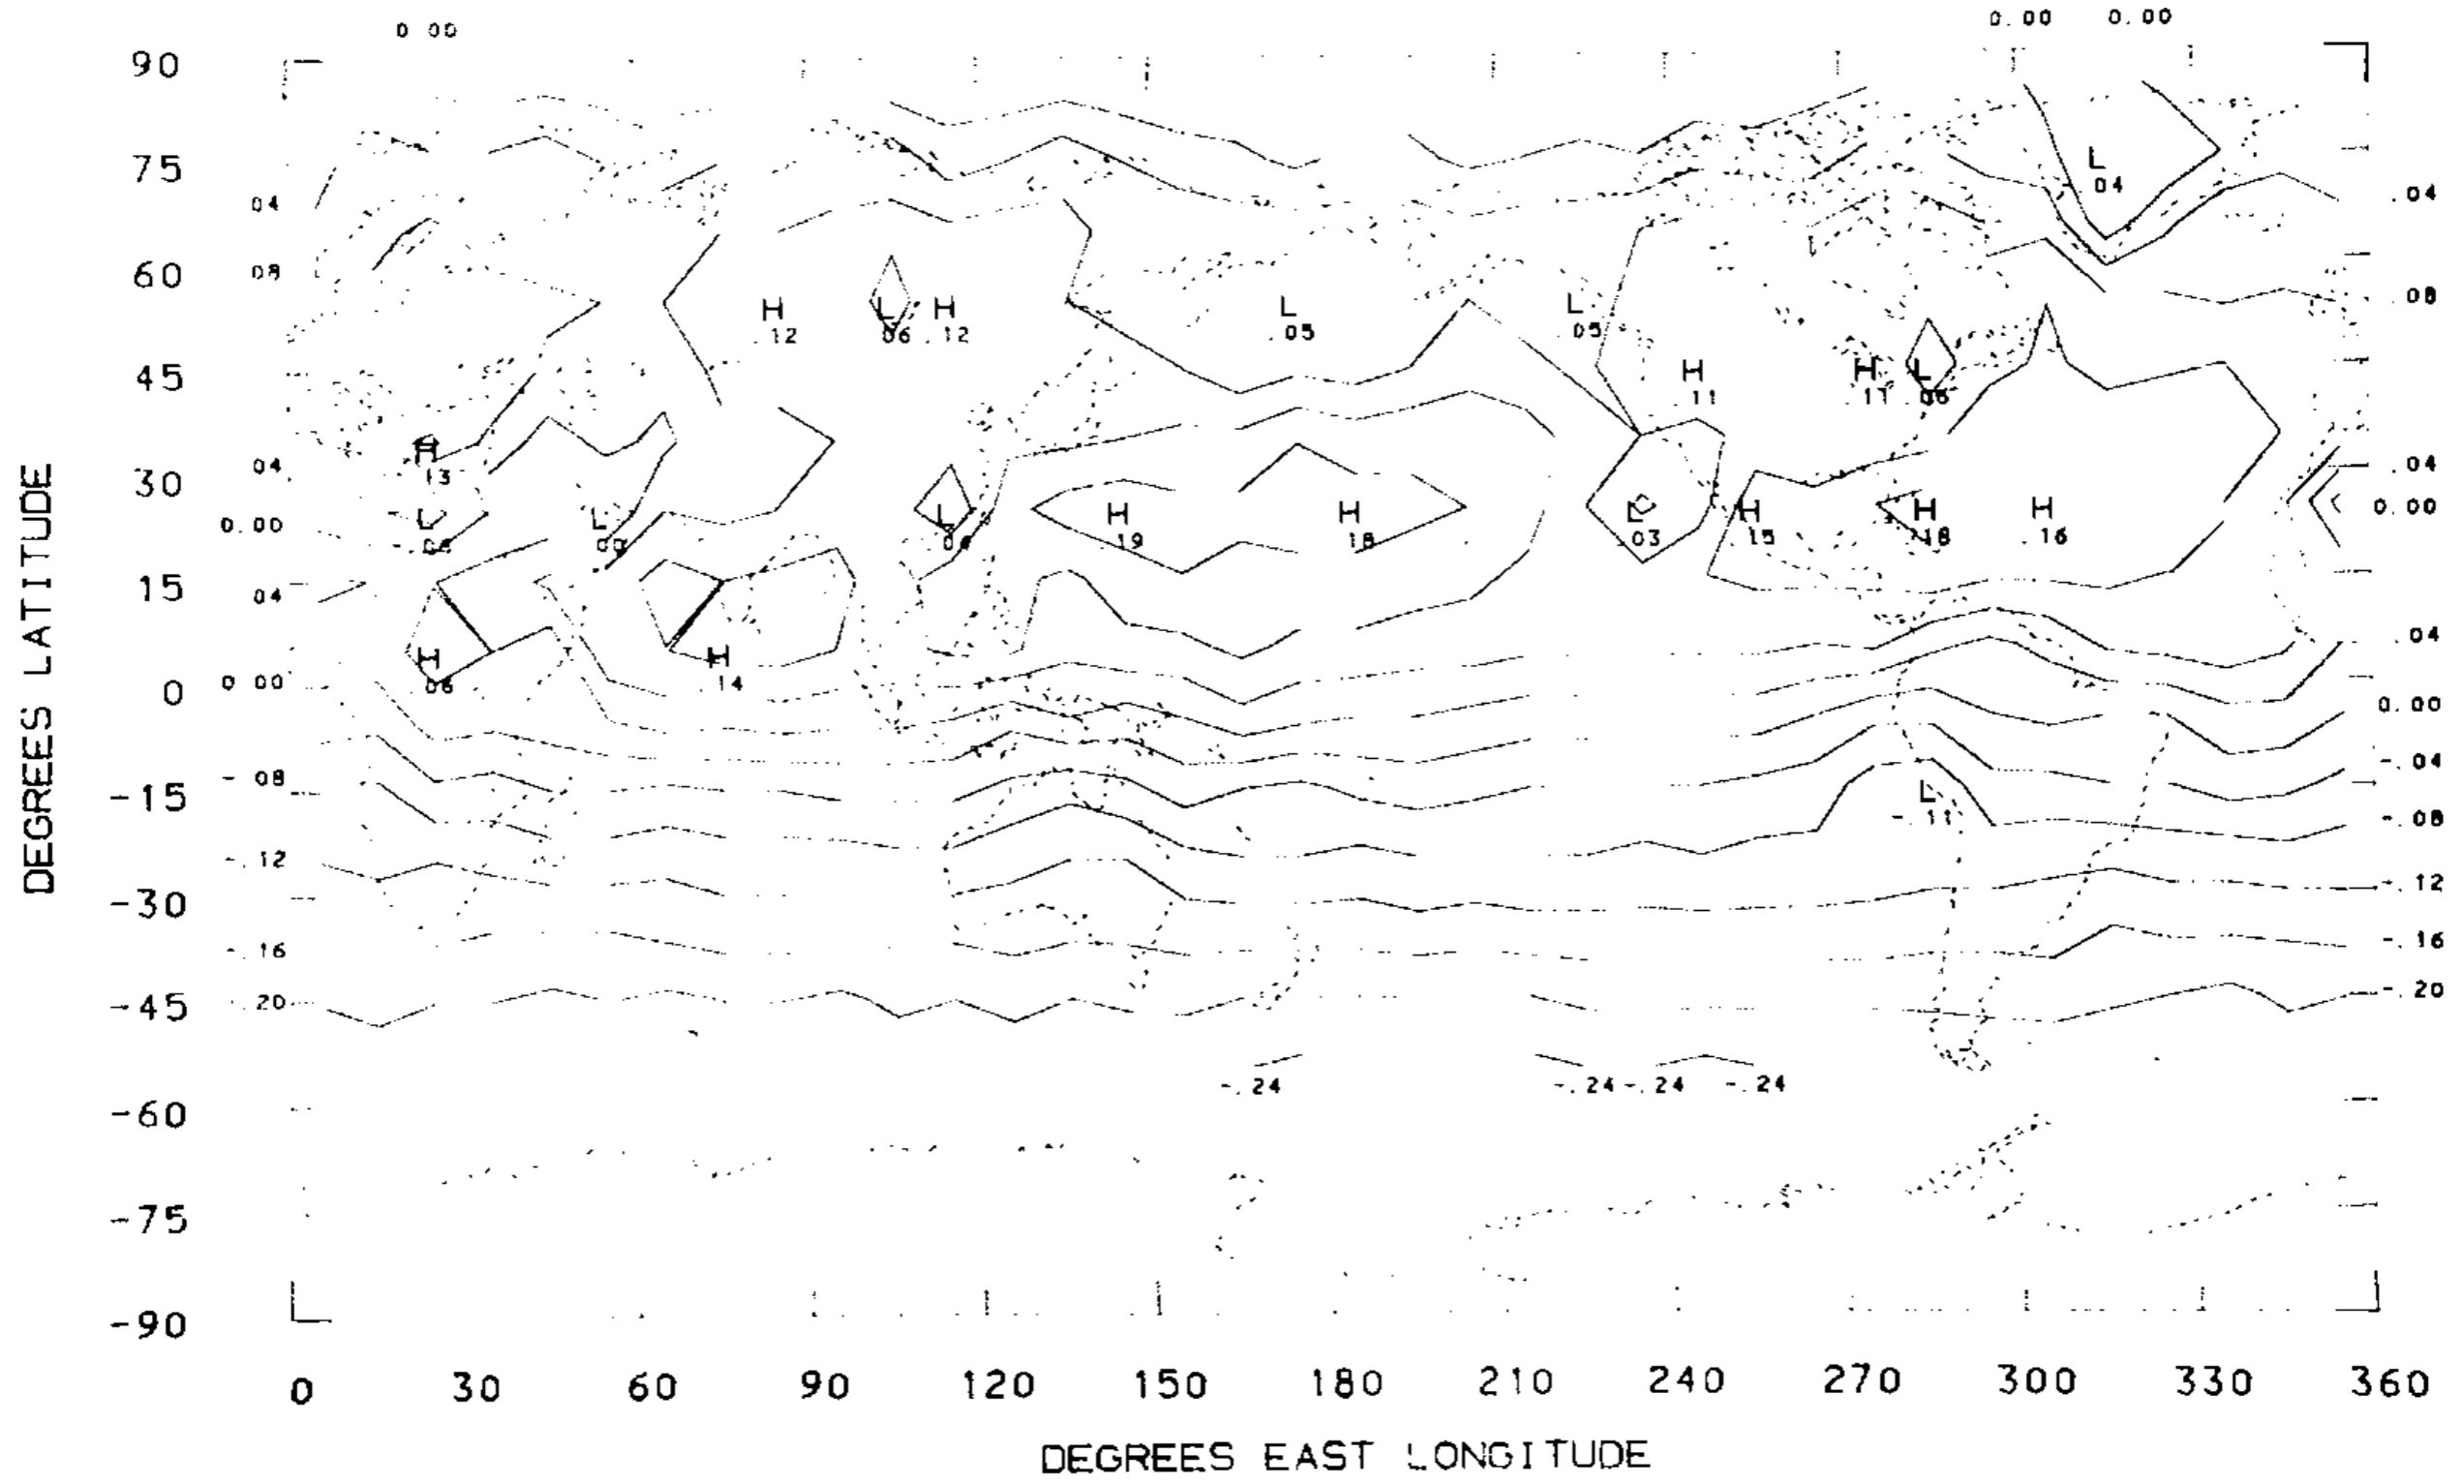 0.00 0.00
0 00
90
75
L
04
04 .04
60
08 .08
H L H L L
.12 06 .12 .05 .05
45
H H L
.11 .11 .06
H
.13
04 .04
30
L L L H H L H H H 0.00
0.00
.19 .18 .03 .15 .18 .16
15
04
.04
H H
06 .14
0 00
0
0.00
-.04
- 08
-15
L
-.11
-.08
-.12
-.12
-30
-.16
-.16
-.20
-.20
-45
-.24 -.24 -.24 -.24
-60
-75
-90
0 30 60 90 120 150 180 210 240 270 300 330 360
DEGREES EAST LONGITUDE
DEGREES LATITUDE